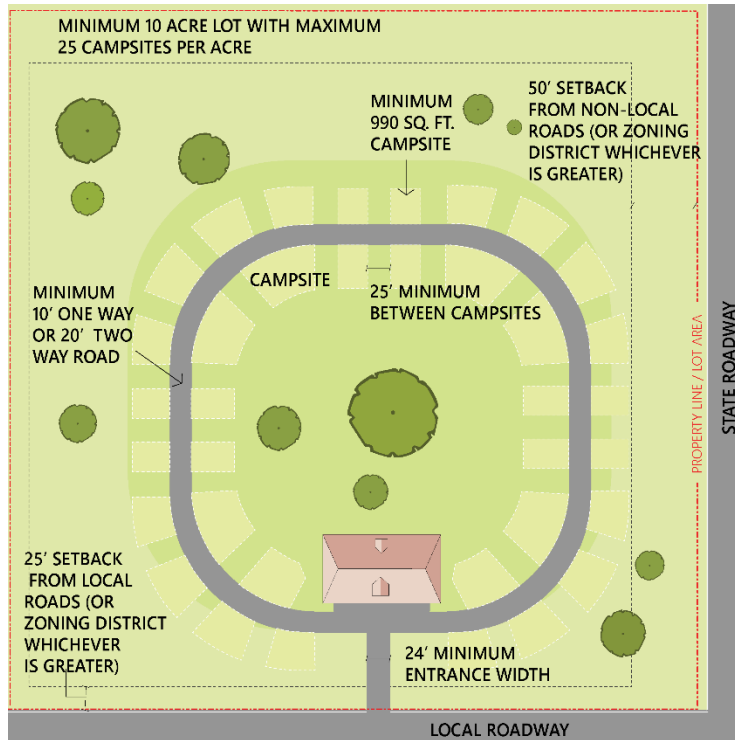 MINIMUM 10 ACRE LOT WITH MAXIMUM
25 CAMPSITES PER ACRE
MINIMUM
990 SQ. FT.
CAMPSITE
50' SETBACK
FROM NON-LOCAL
ROADS (OR ZONING
DISTRICT WHICHEVER
IS GREATER)
CAMPSITE
25' MINIMUM
BETWEEN CAMPSITES
MINIMUM
10' ONE WAY
OR 20' TWO
WAY ROAD
PROPERTY LINE / LOT AREA
STATE ROADWAY
25' SETBACK
FROM LOCAL
ROADS (OR
ZONING DISTRICT
WHICHEVER
IS GREATER)
24' MINIMUM
ENTRANCE WIDTH
LOCAL ROADWAY